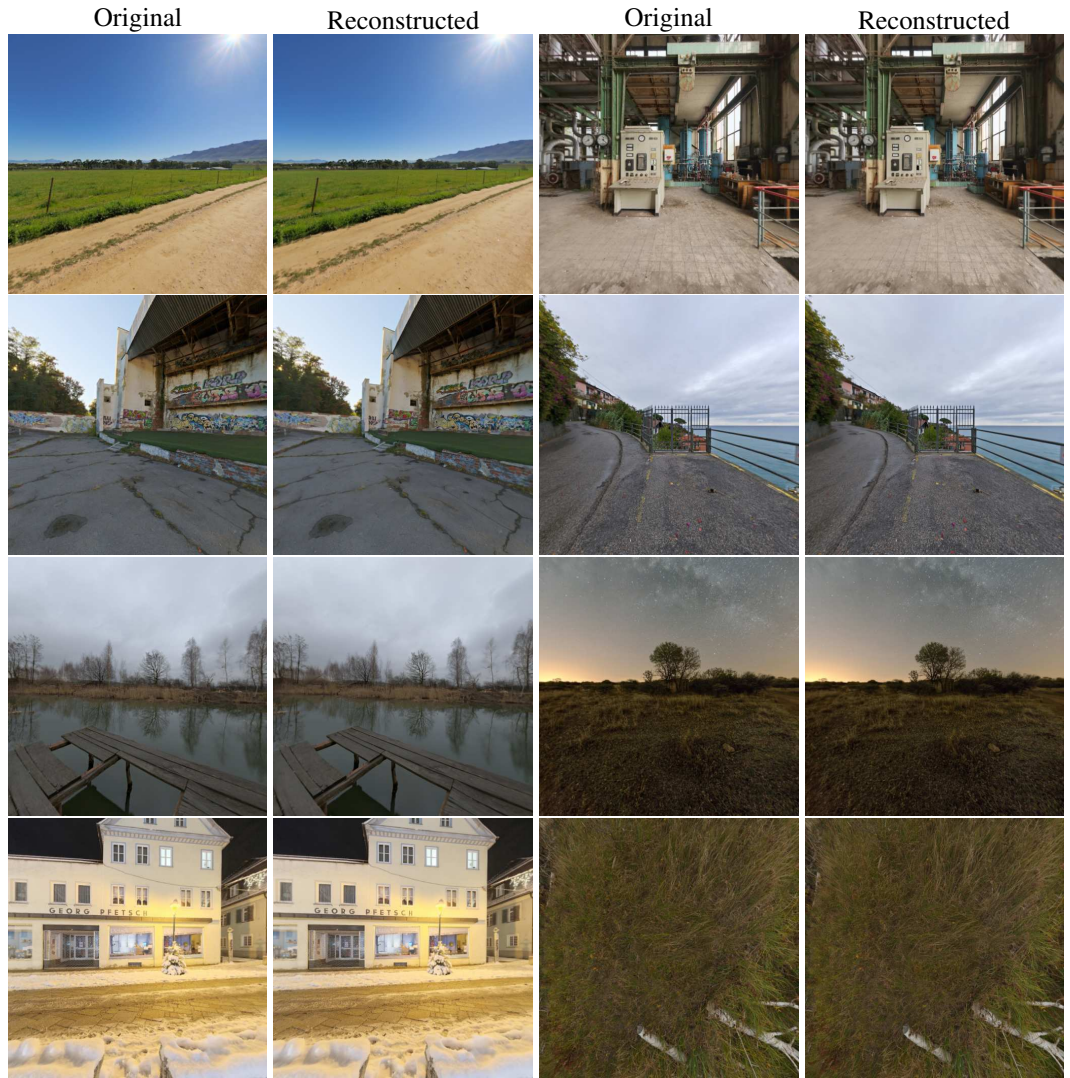 Original Reconstructed Original Reconstructed
GEORG PFETSCH GEORG PFETSCH